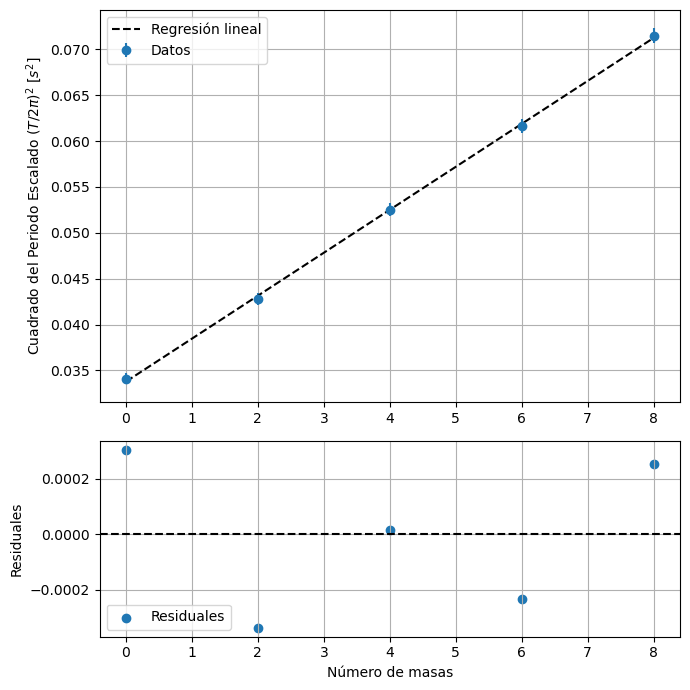 Regresión lineal
Datos
Cuadrado del Periodo Escalado (T/2π)² [s²]
0.070
0.065
0.060
0.055
0.050
0.045
0.040
0.035
0 1 2 3 4 5 6 7 8
Residuales
0.0002
0.0000
−0.0002
Residuales
0 1 2 3 4 5 6 7 8
Número de masas